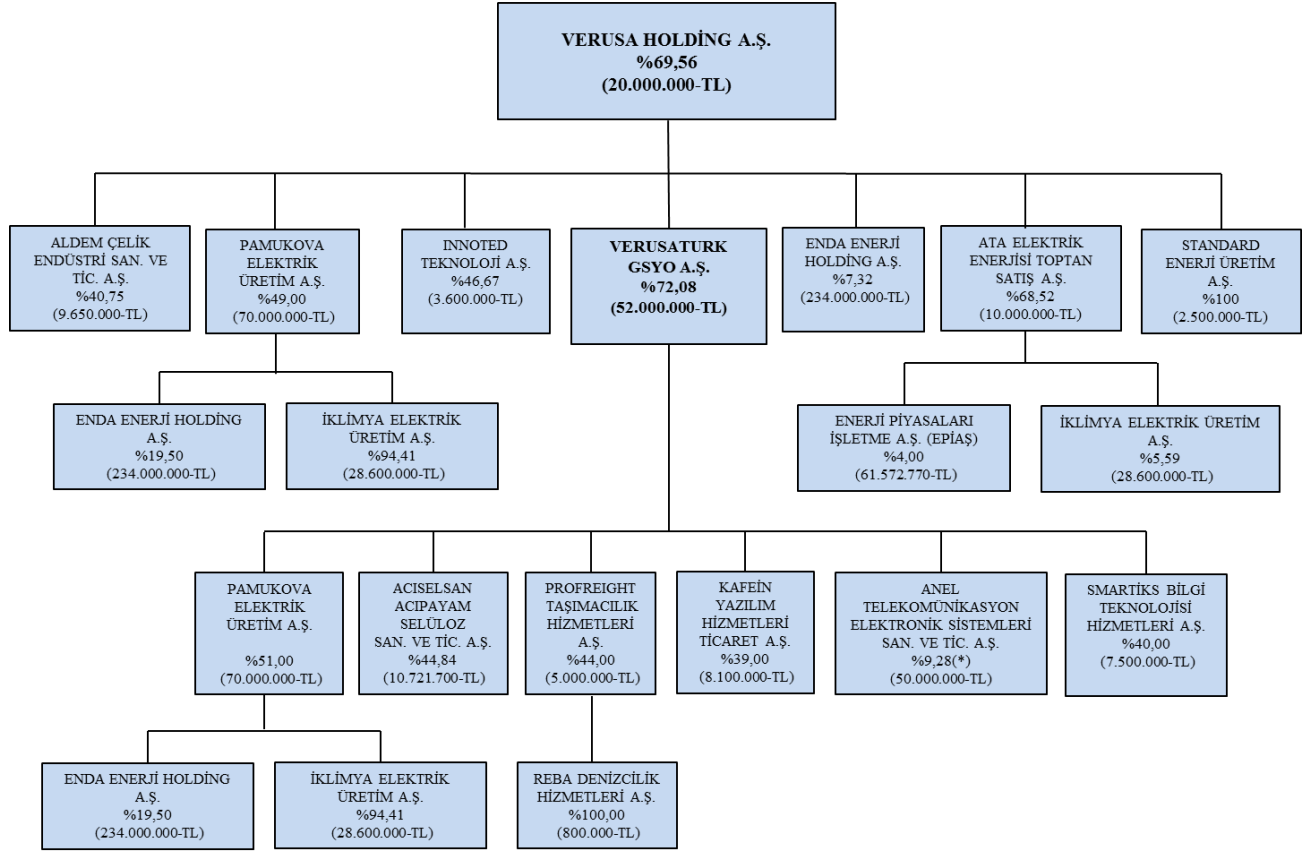 VERUSA HOLDİNG A.Ş.
%69,56
(20.000.000-TL)
ALDEM ÇELİK
ENDÜSTRİ SAN. VE
TİC. A.Ş.
%40,75
(9.650.000-TL)
PAMUKOVA
ELEKTRİK
ÜRETİM A.Ş.
%49,00
(70.000.000-TL)
INNOTED
TEKNOLOJİ A.Ş.
%46,67
(3.600.000-TL)
VERUSATURK
GSYO A.Ş.
%72,08
(52.000.000-TL)
ENDA ENERJİ
HOLDİNG A.Ş.
%7,32
(234.000.000-TL)
ATA ELEKTRİK
ENERJİSİ TOPTAN
SATIŞ A.Ş.
%68,52
(10.000.000-TL)
STANDARD
ENERJİ ÜRETİM
A.Ş.
%100
(2.500.000-TL)
ENDA ENERJİ HOLDİNG
A.Ş.
%19,50
(234.000.000-TL)
İKLİMYA ELEKTRİK
ÜRETİM A.Ş.
%94,41
(28.600.000-TL)
ENERJİ PİYASALARI
İŞLETME A.Ş. (EPİAŞ)
%4,00
(61.572.770-TL)
İKLİMYA ELEKTRİK ÜRETİM
A.Ş.
%5,59
(28.600.000-TL)
PAMUKOVA
ELEKTRİK
ÜRETİM A.Ş.
%51,00
(70.000.000-TL)
ACISELSAN
ACIPAYAM
SELÜLOZ
SAN. VE TİC. A.Ş.
%44,84
(10.721.700-TL)
PROFREIGHT
TAŞIMACILIK
HİZMETLERİ
A.Ş.
%44,00
(5.000.000-TL)
KAFEİN
YAZILIM
HİZMETLERİ
TİCARET A.Ş.
%39,00
(8.100.000-TL)
ANEL
TELEKOMÜNİKASYON
ELEKTRONİK SİSTEMLERİ
SAN. VE TİC. A.Ş.
%9,28(*)
(50.000.000-TL)
SMARTİKS BİLGİ
TEKNOLOJİSİ
HİZMETLERİ A.Ş.
%40,00
(7.500.000-TL)
ENDA ENERJİ HOLDİNG
A.Ş.
%19,50
(234.000.000-TL)
İKLİMYA ELEKTRİK
ÜRETİM A.Ş.
%94,41
(28.600.000-TL)
REBA DENİZCİLİK
HİZMETLERİ A.Ş.
%100,00
(800.000-TL)